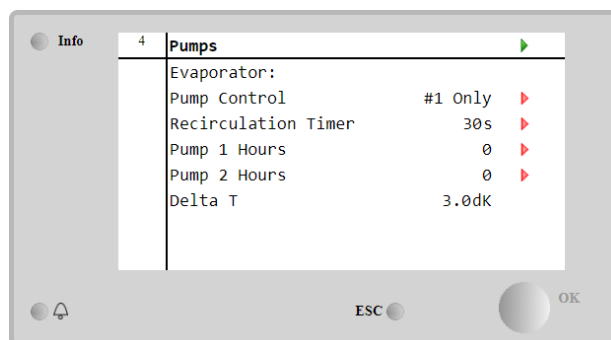 Info
4 Pumps
Evaporator:
Pump Control #1 Only
Recirculation Timer 30s
Pump 1 Hours 0
Pump 2 Hours 0
Delta T 3.0dK
ESC
OK